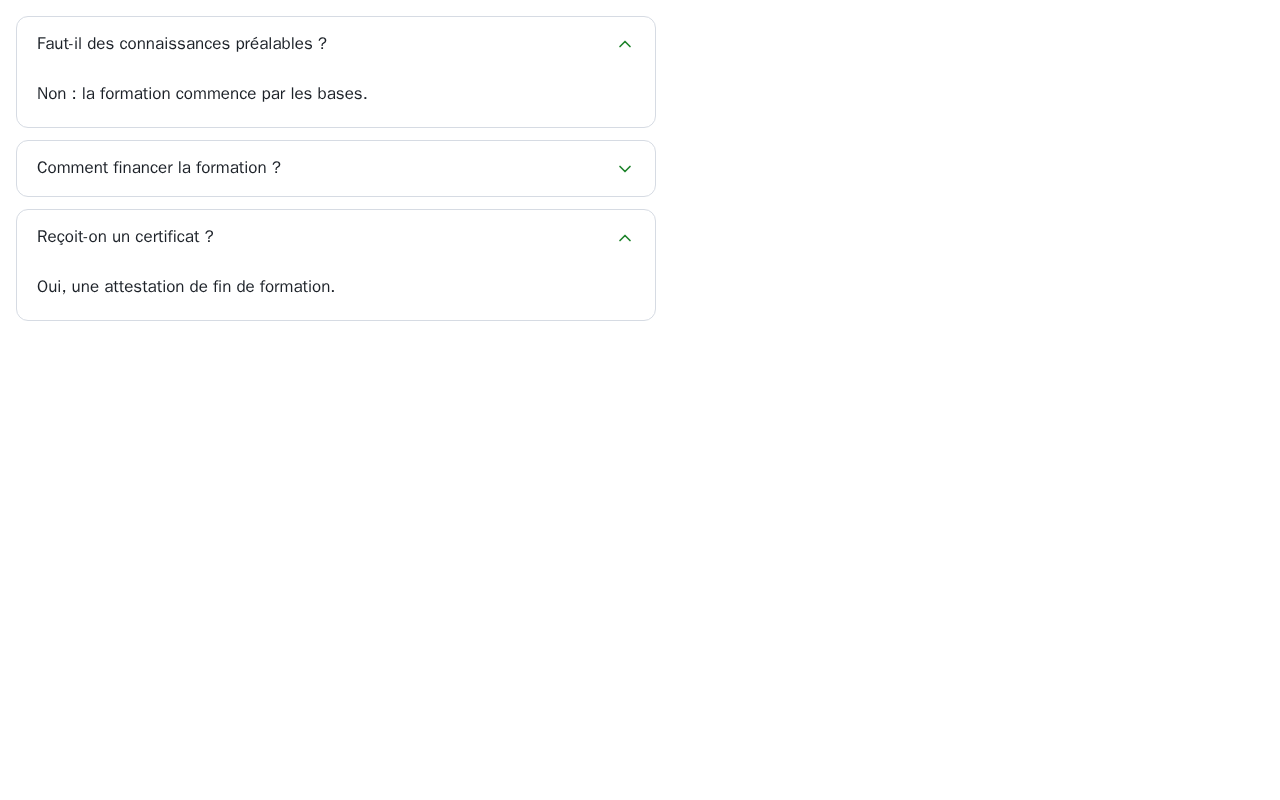 Faut-il des connaissances préalables ?
Non : la formation commence par les bases.
Comment financer la formation ?
Reçoit-on un certificat ?
Oui, une attestation de fin de formation.